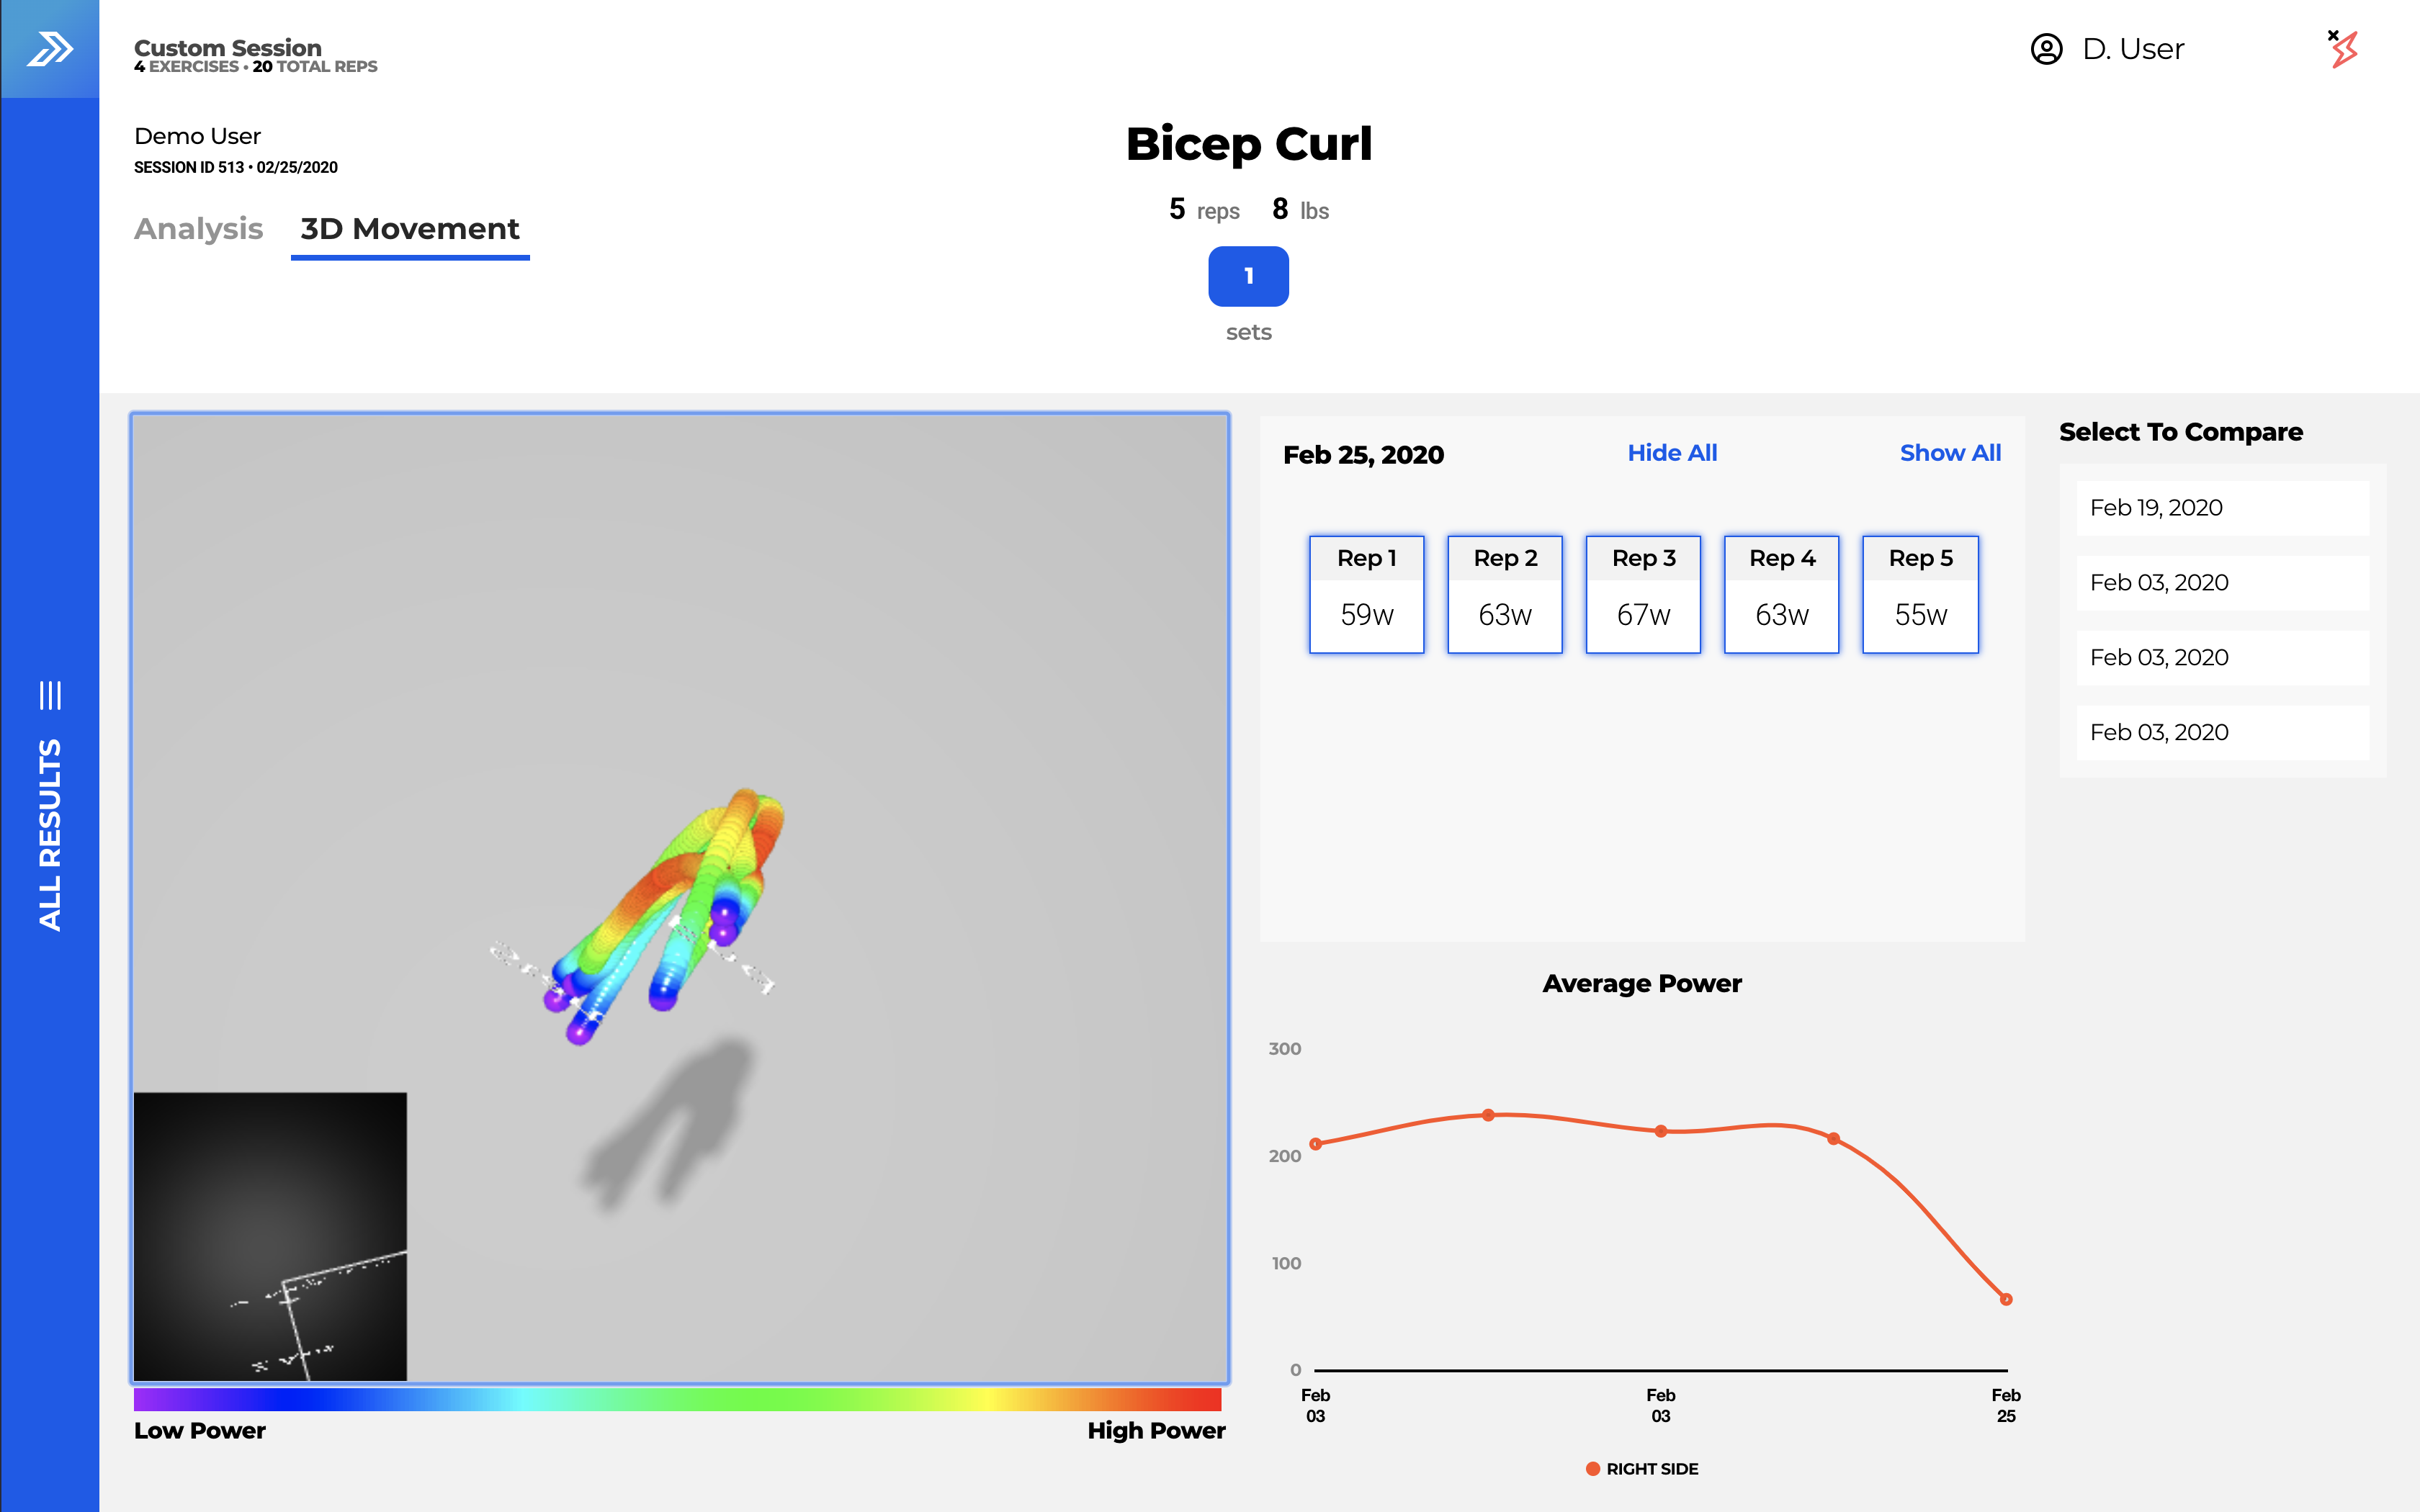 Custom Session
4 EXERCISES • 20 TOTAL REPS
D. User
Demo User
SESSION ID 513 • 02/25/2020
Analysis
3D Movement
Bicep Curl
5 reps 8 lbs
1
sets
ALL RESULTS
Low Power
High Power
Feb 25, 2020
Hide All
Show All
Rep 1
59w
Rep 2
63w
Rep 3
67w
Rep 4
63w
Rep 5
55w
Select To Compare
Feb 19, 2020
Feb 03, 2020
Feb 03, 2020
Feb 03, 2020
Average Power
300
200
100
0
Feb
03
Feb
03
Feb
25
RIGHT SIDE